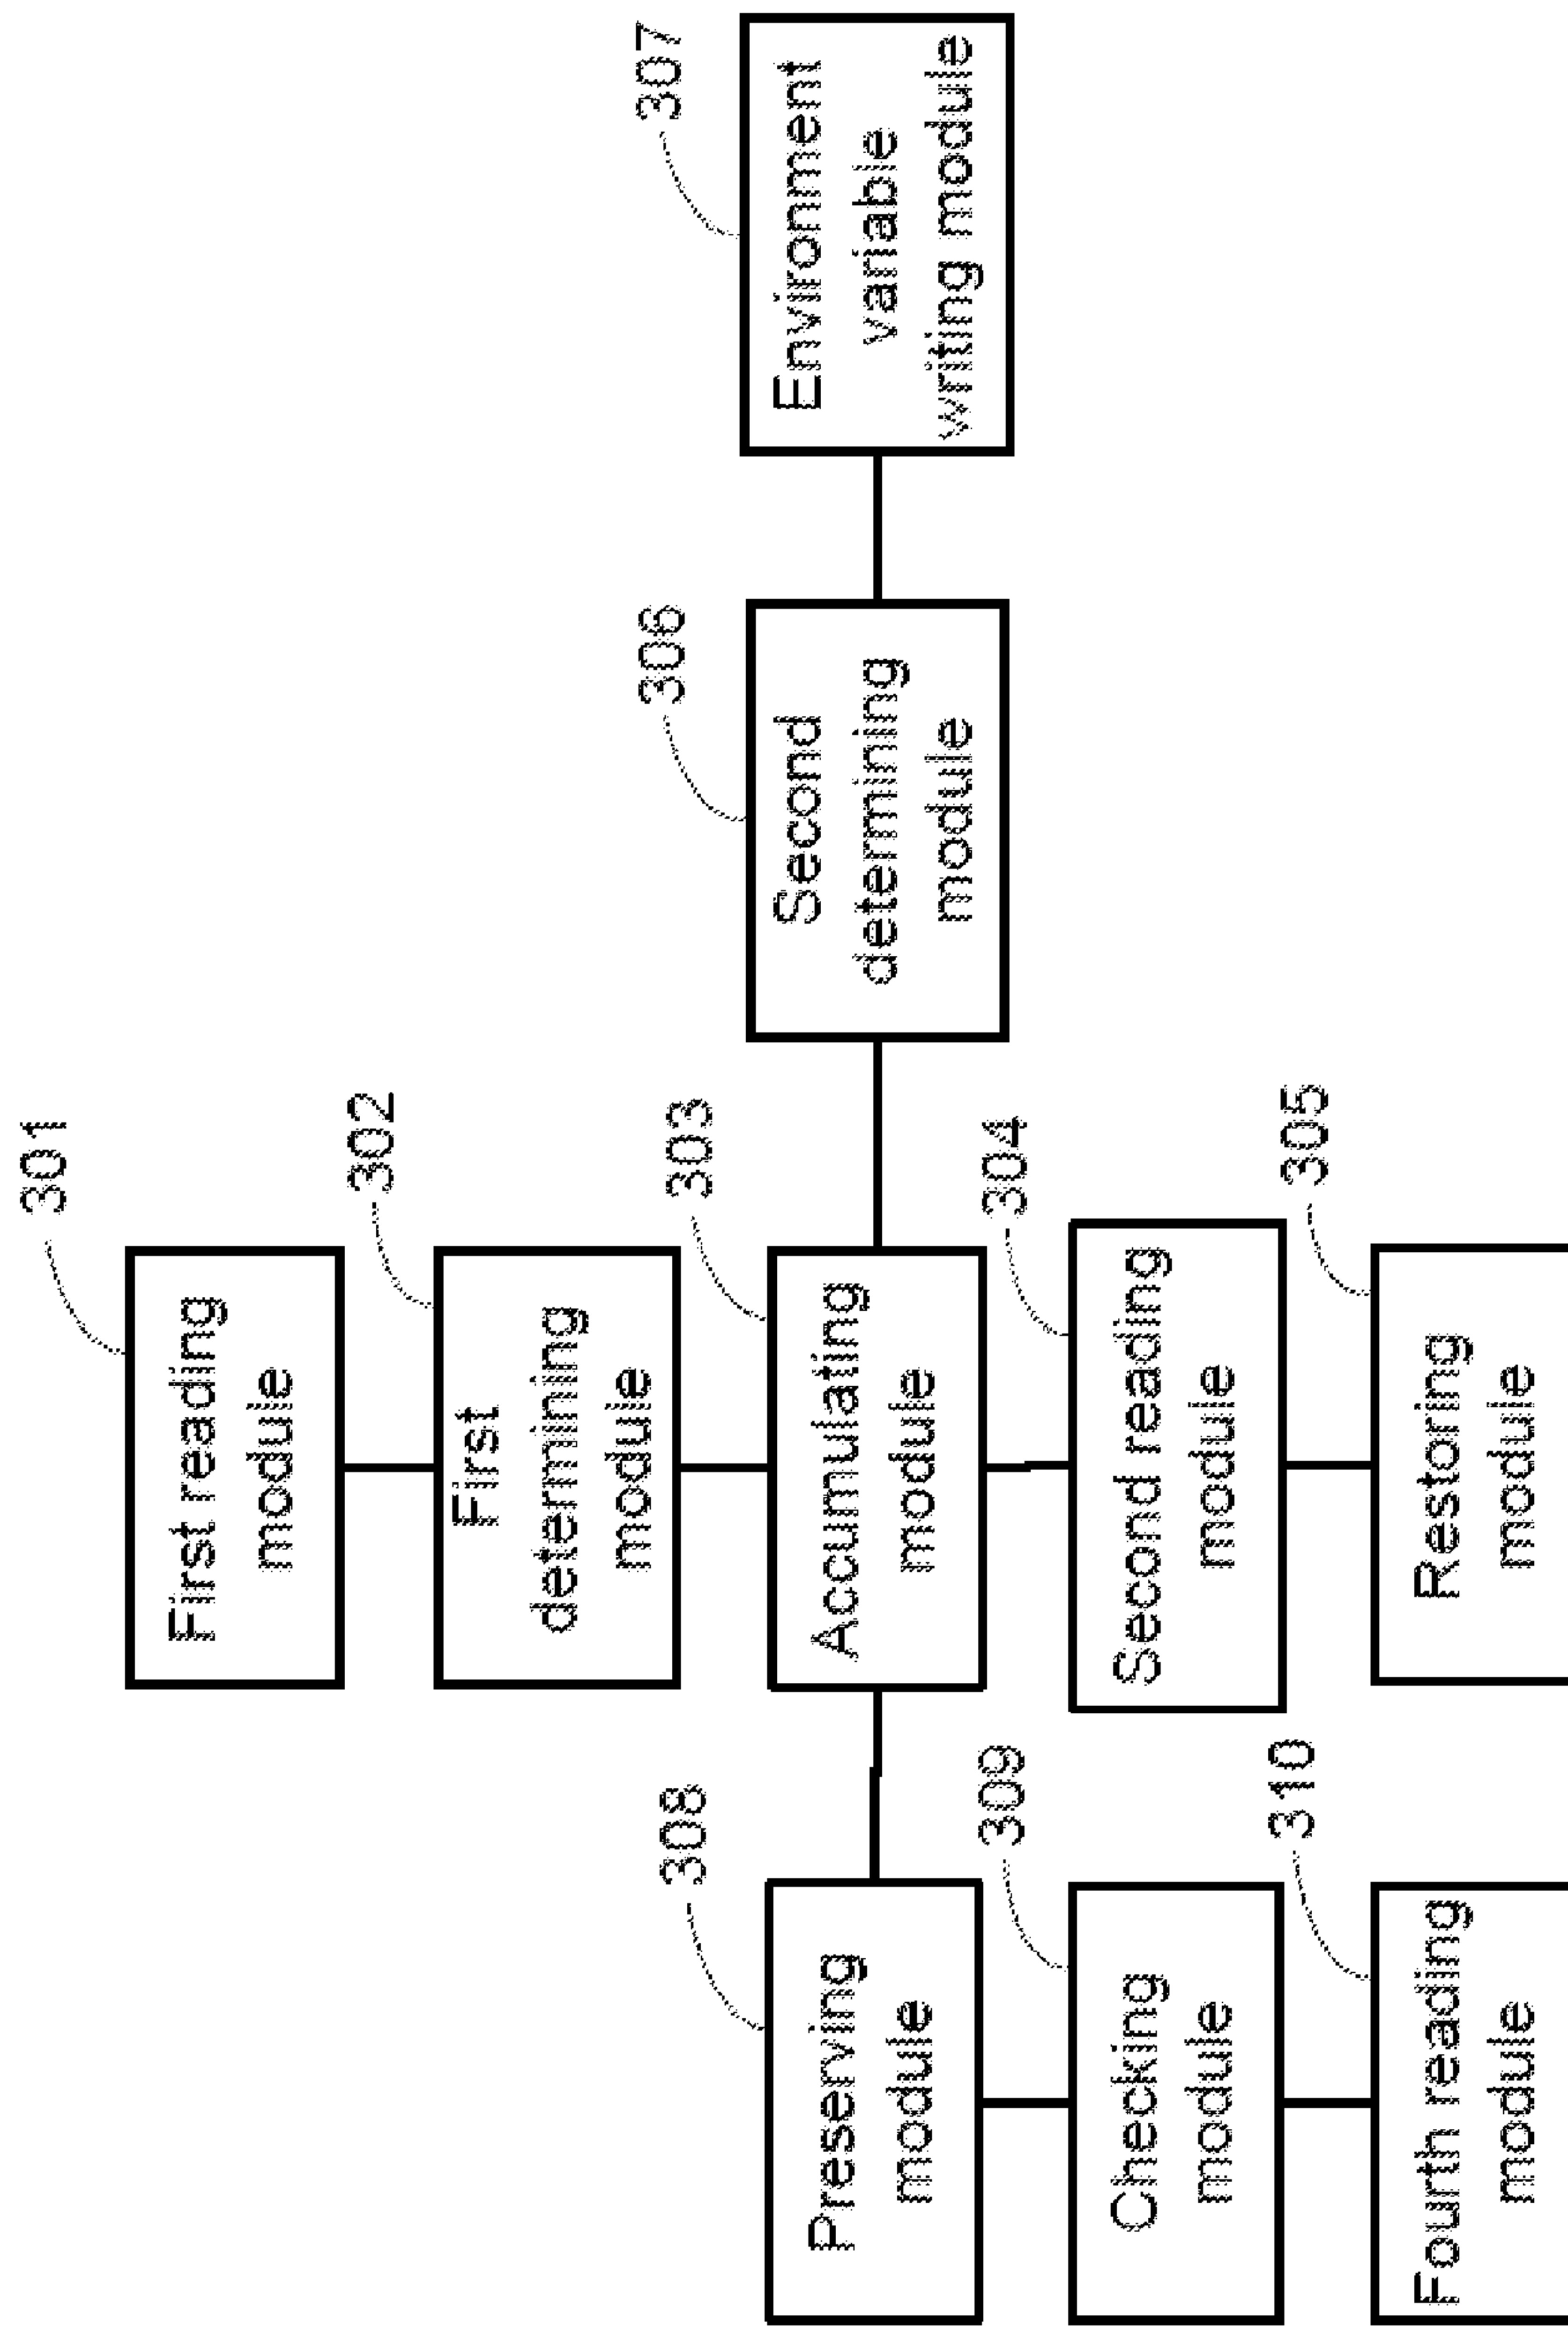 301
First reading
module
302
First
determining
module
308
Preserving
module
303
Accumulating
module
306
Second
determining
module
307
Environment
variable
writing module
309
Checking
module
304
Second reading
module
310
Fourth reading
module
305
Restoring
module